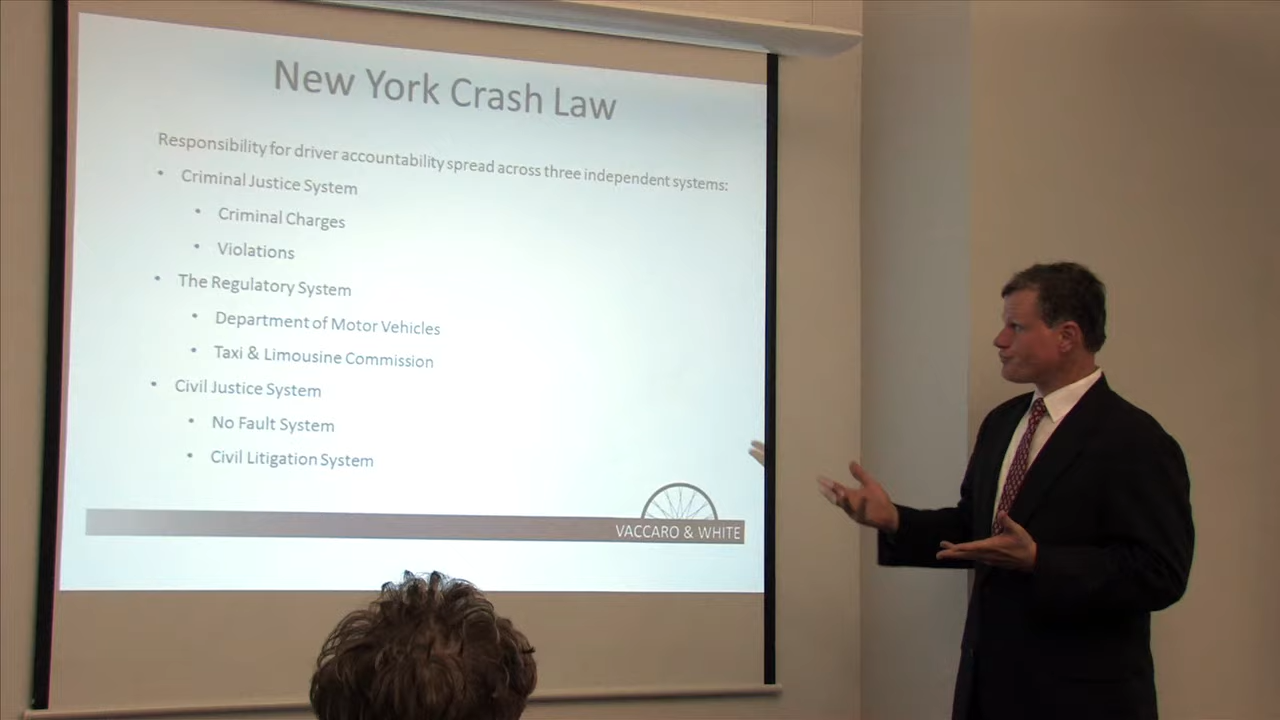 New York Crash Law
Responsibility for driver accountability spread across three independent systems:
• Criminal Justice System
• Criminal Charges
• Violations
• The Regulatory System
• Department of Motor Vehicles
• Taxi & Limousine Commission
• Civil Justice System
• No Fault System
• Civil Litigation System
VACCARO & WHITE